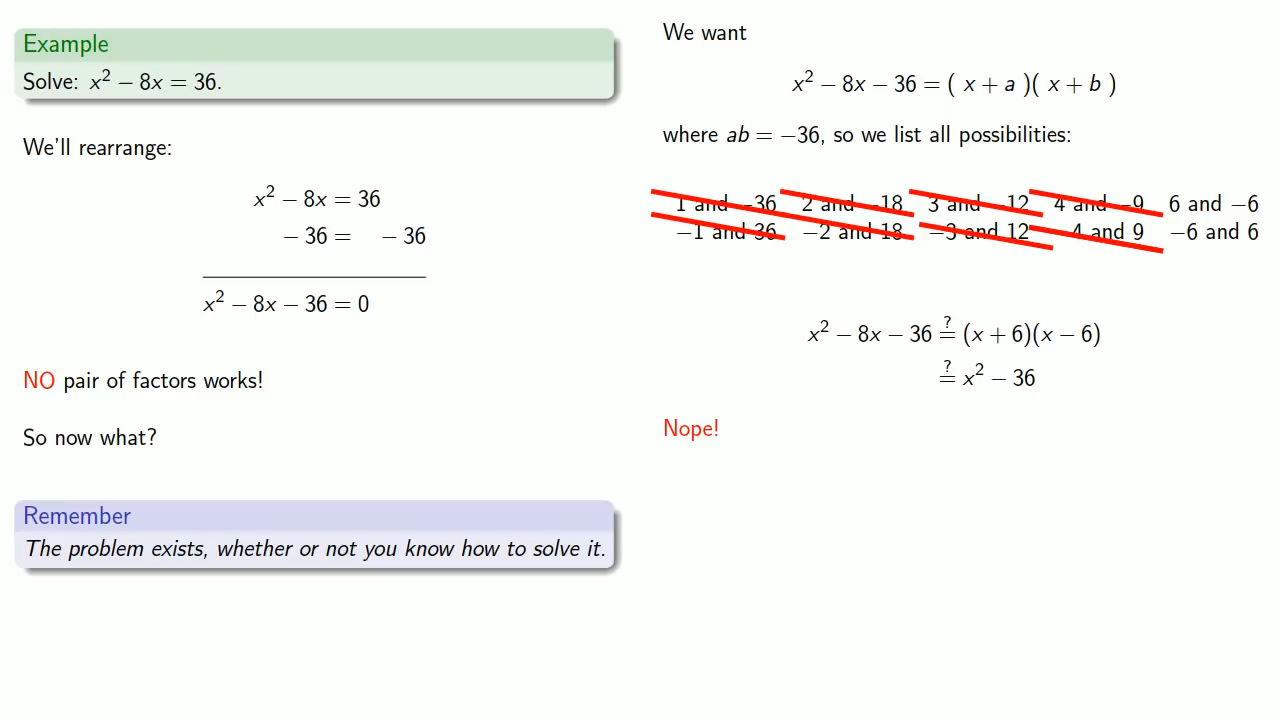 Example
Solve: x² − 8x = 36.
We'll rearrange:
x² − 8x = 36
− 36 = − 36
x² − 8x − 36 = 0
NO pair of factors works!
So now what?
Remember
The problem exists, whether or not you know how to solve it.
We want
x² − 8x − 36 = ( x + a )( x + b )
where ab = −36, so we list all possibilities:
1 and −36 2 and −18 3 and −12 4 and −9 6 and −6
−1 and 36 −2 and 18 −3 and 12 −4 and 9 −6 and 6
x² − 8x − 36 ≟ (x + 6)(x − 6)
≟ x² − 36
Nope!